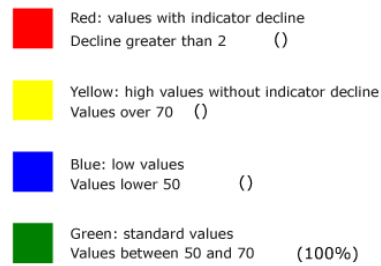 Red: values with indicator decline
Decline greater than 2 ()
Yellow: high values without indicator decline
Values over 70 ()
Blue: low values
Values lower 50 ()
Green: standard values
Values between 50 and 70 (100%)